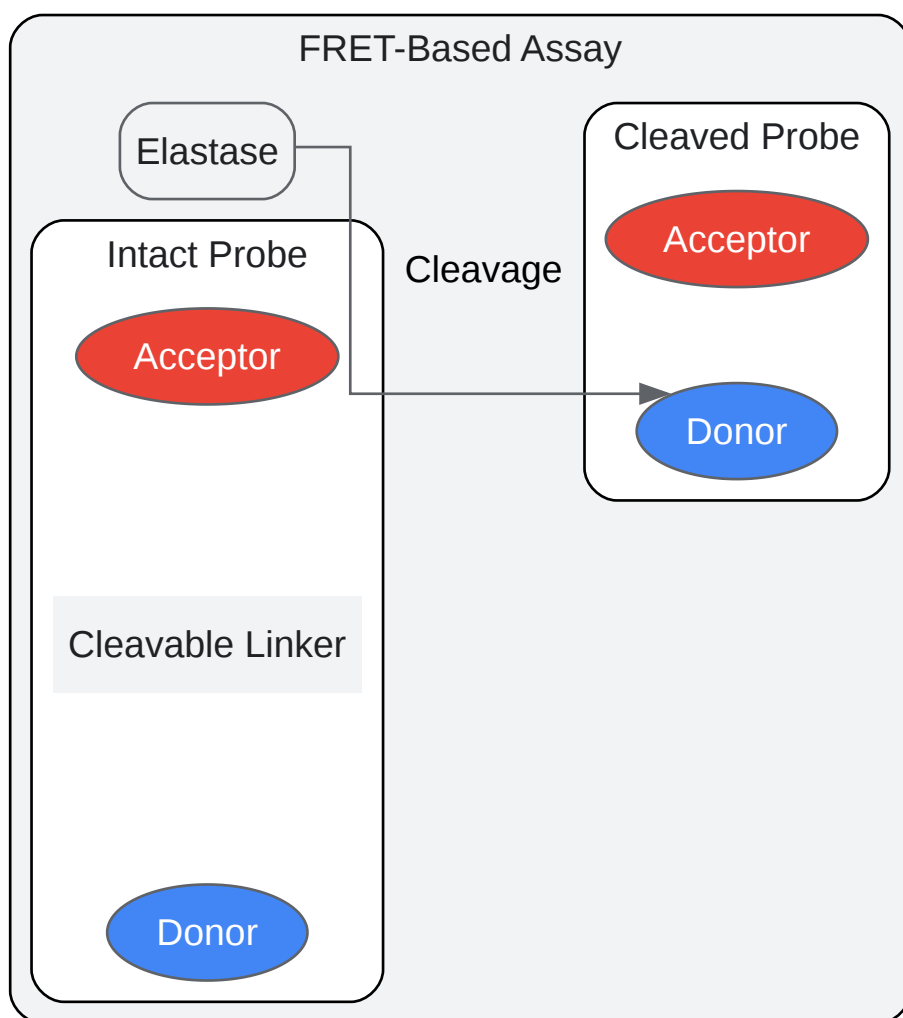 FRET-Based Assay
Elastase
Intact Probe
Acceptor
Cleavable Linker
Donor
Cleavage
Cleaved Probe
Acceptor
Donor